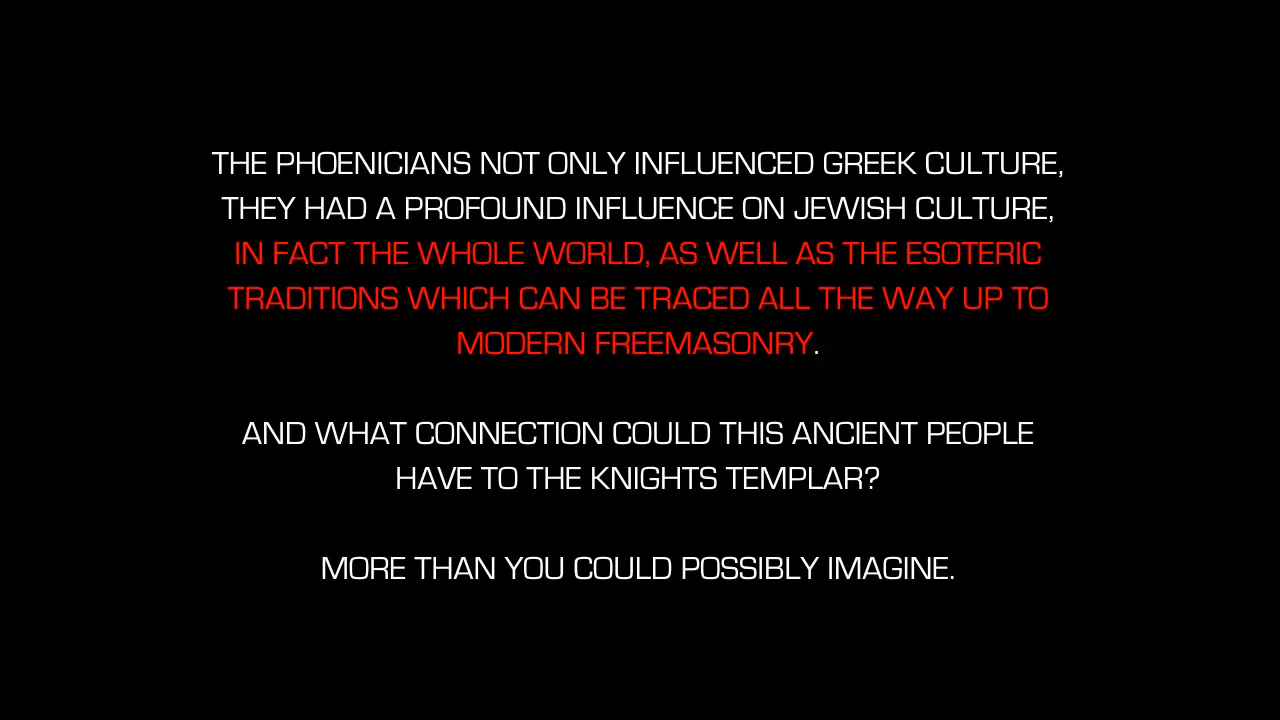 THE PHOENICIANS NOT ONLY INFLUENCED GREEK CULTURE,
THEY HAD A PROFOUND INFLUENCE ON JEWISH CULTURE,
IN FACT THE WHOLE WORLD, AS WELL AS THE ESOTERIC
TRADITIONS WHICH CAN BE TRACED ALL THE WAY UP TO
MODERN FREEMASONRY.
AND WHAT CONNECTION COULD THIS ANCIENT PEOPLE
HAVE TO THE KNIGHTS TEMPLAR?
MORE THAN YOU COULD POSSIBLY IMAGINE.